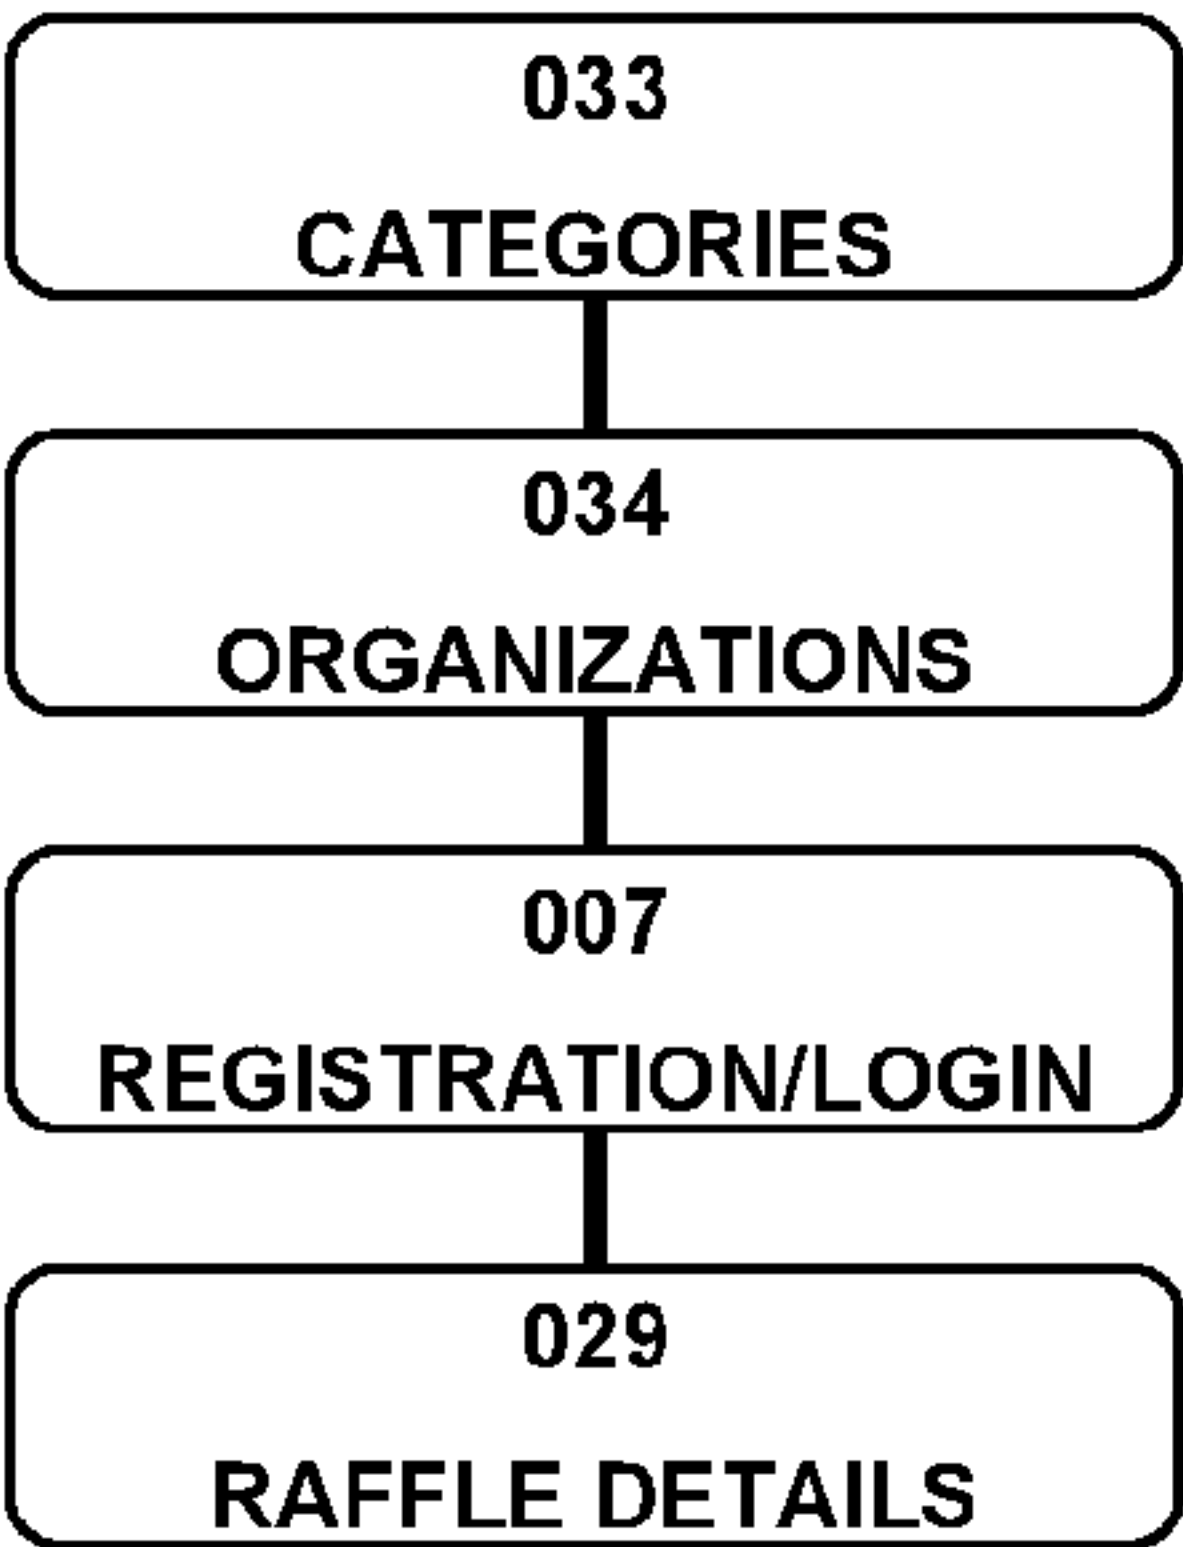 033
CATEGORIES
034
ORGANIZATIONS
007
REGISTRATION/LOGIN
029
RAFFLE DETAILS